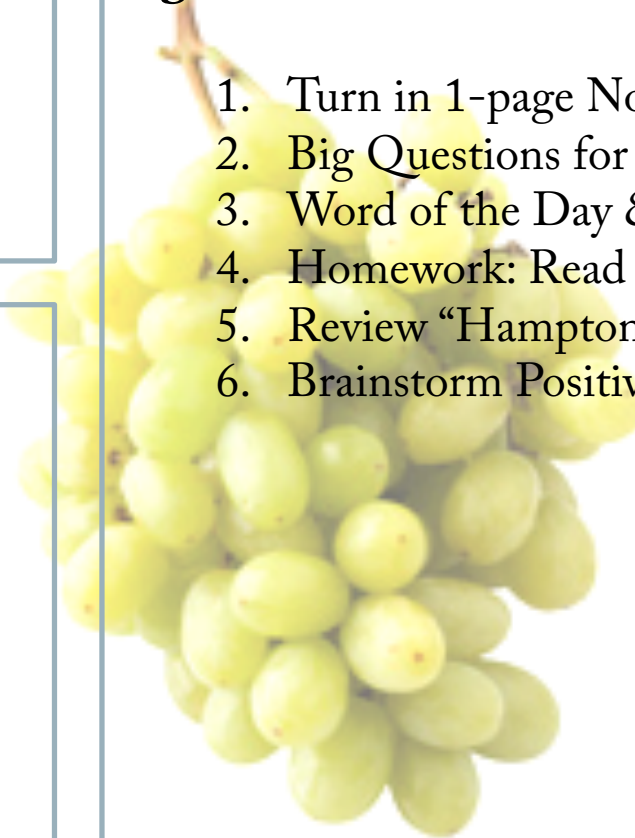 1. Turn in 1-page No
2. Big Questions for
3. Word of the Day &
4. Homework: Read
5. Review “Hampton
6. Brainstorm Positiv